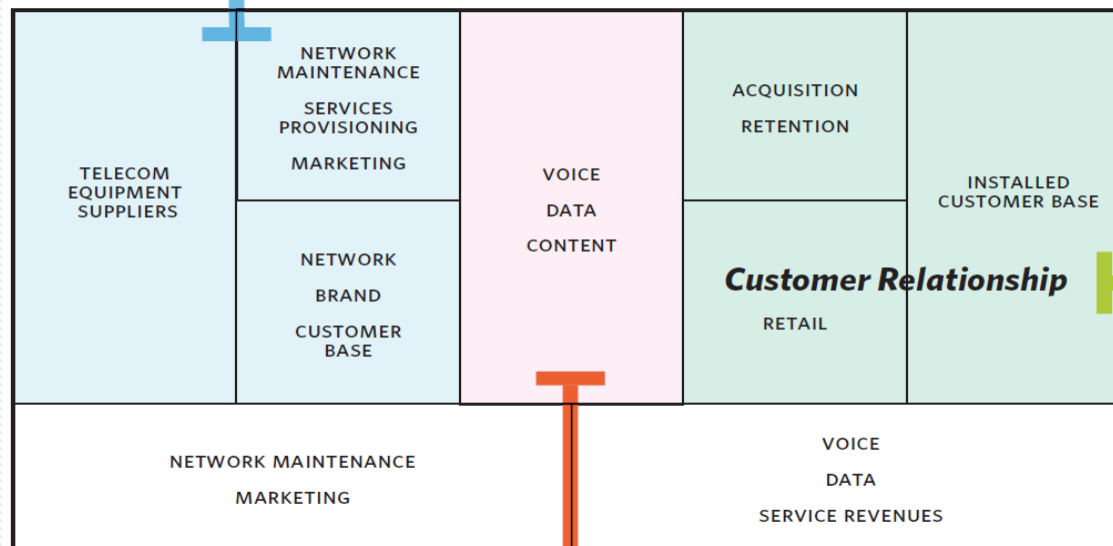 TELECOM
EQUIPMENT
SUPPLIERS
NETWORK
MAINTENANCE
SERVICES
PROVISIONING
MARKETING
NETWORK
BRAND
CUSTOMER
BASE
VOICE
DATA
CONTENT
ACQUISITION
RETENTION
Customer Relationship
RETAIL
INSTALLED
CUSTOMER BASE
NETWORK MAINTENANCE
MARKETING
VOICE
DATA
SERVICE REVENUES